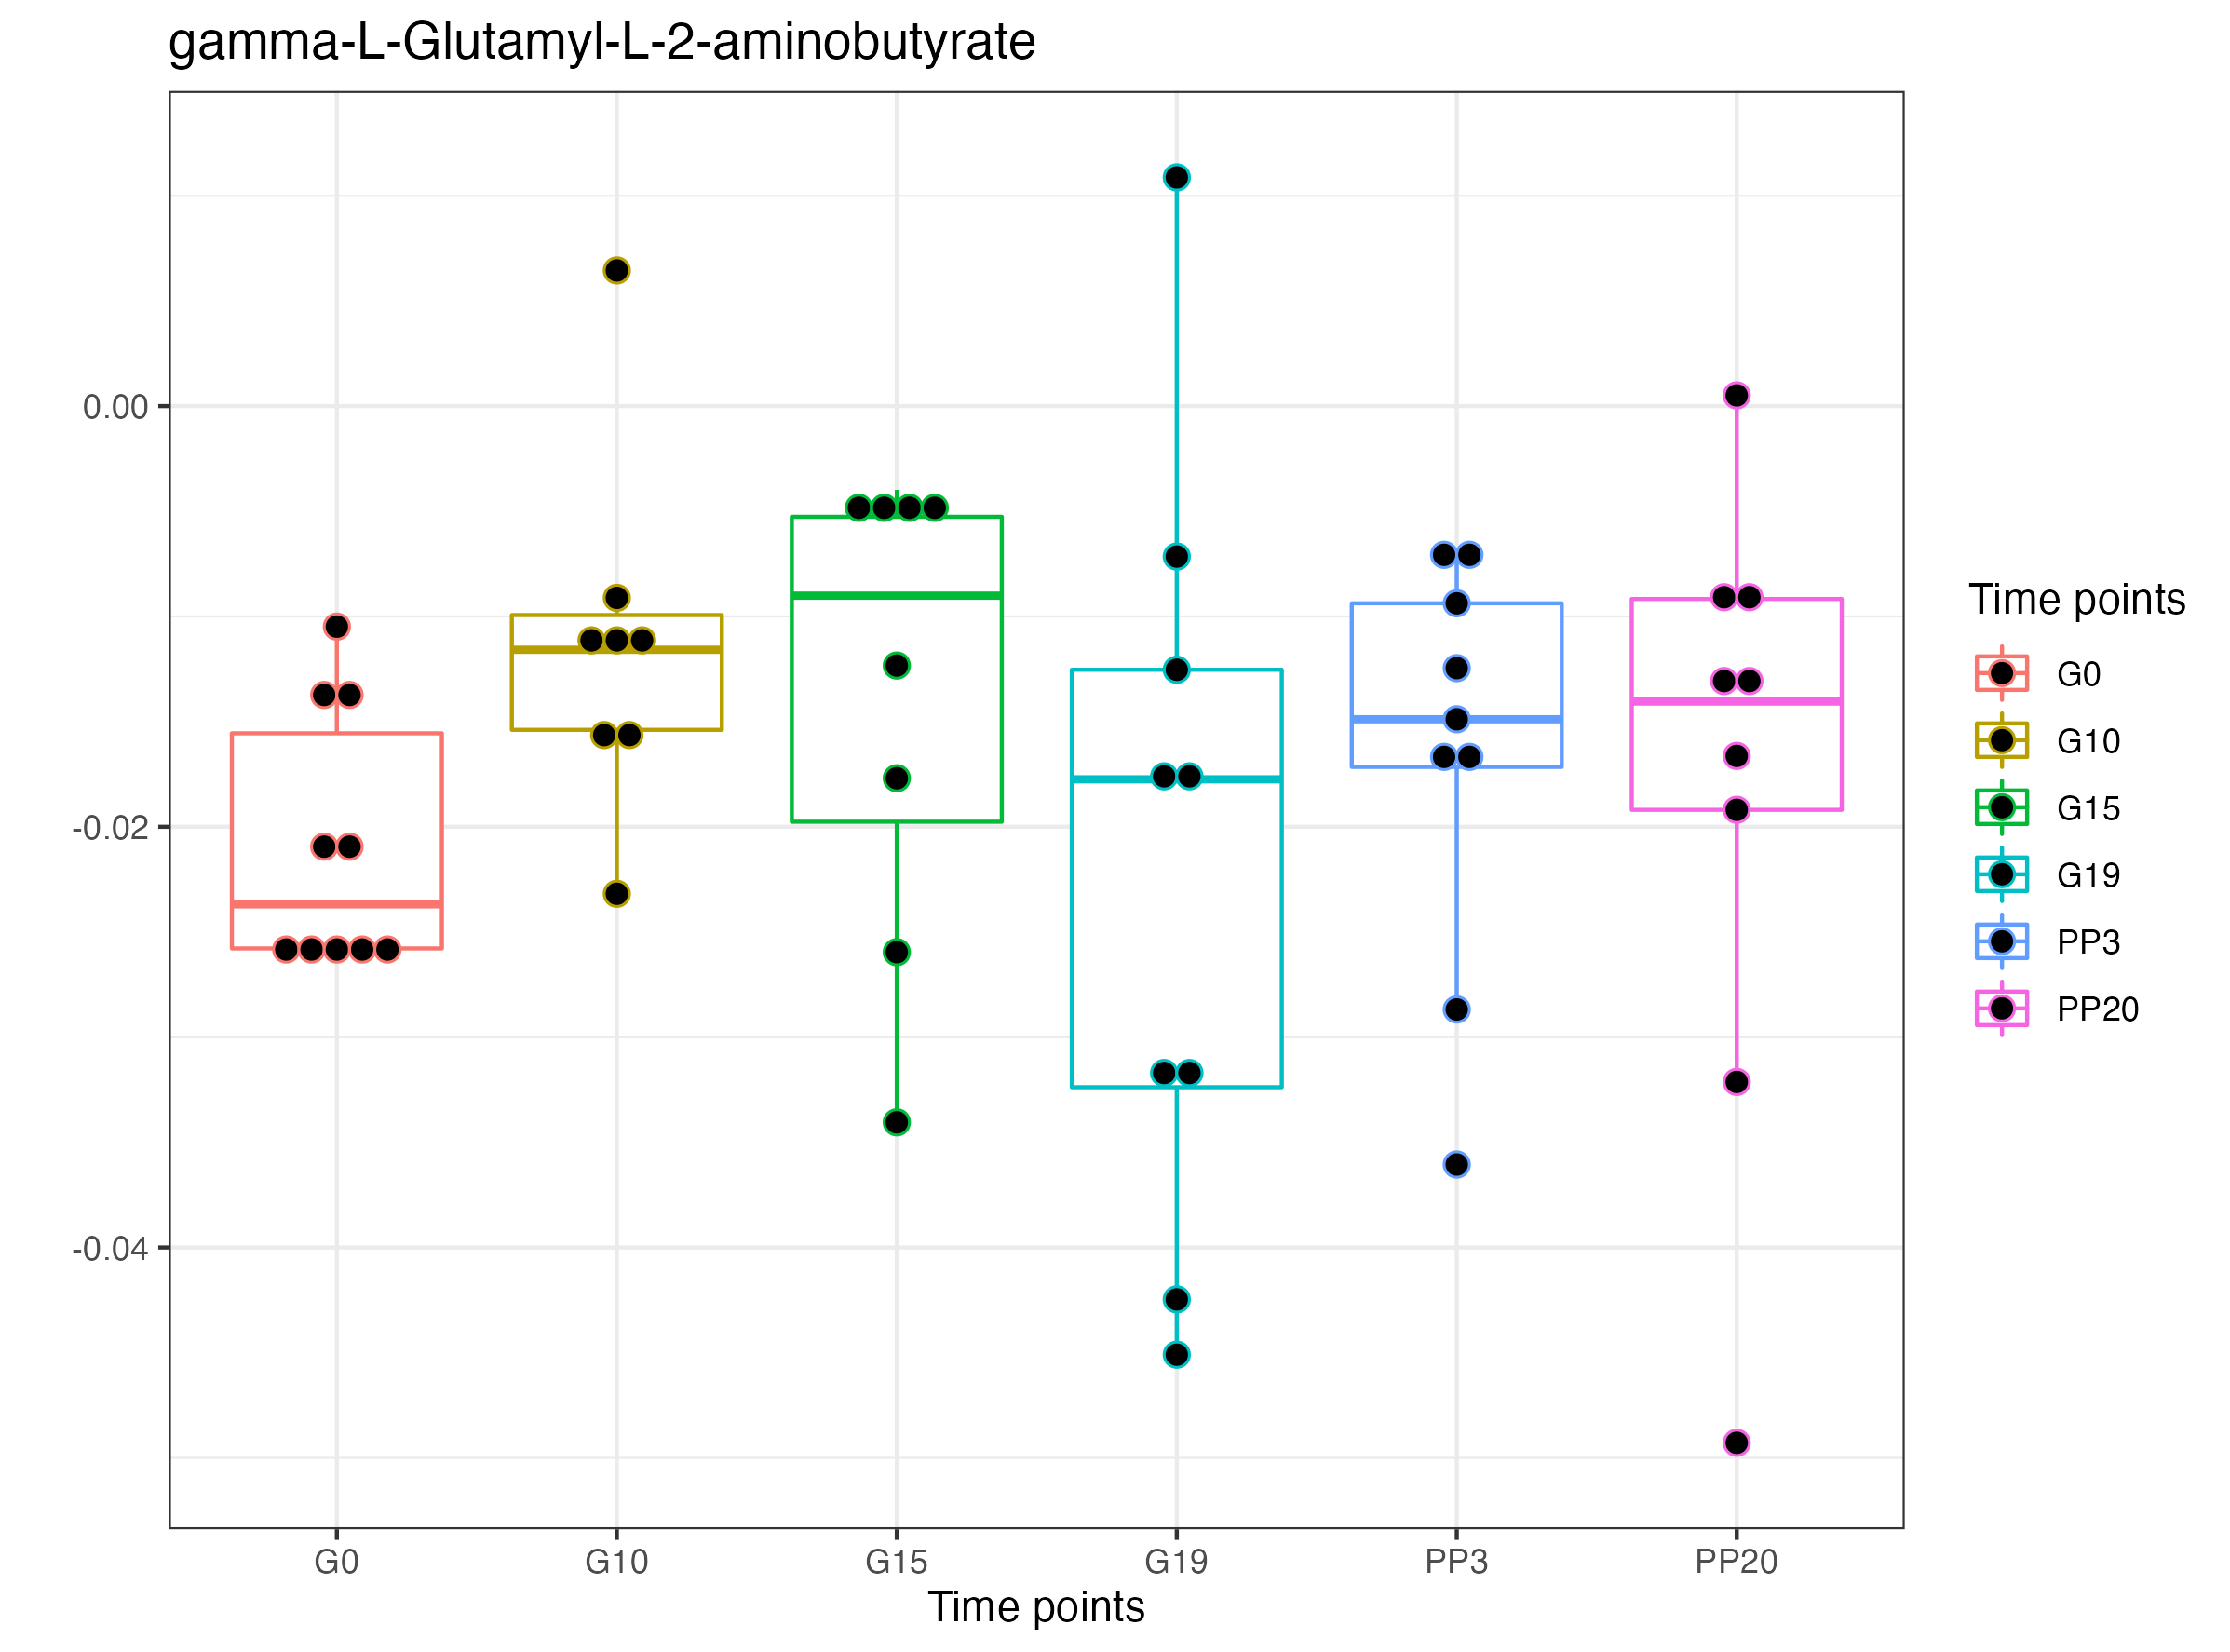 gamma-L-Glutamyl-L-2-aminobutyrate
0.00
-0.02
-0.04
G0 G10 G15 G19 PP3 PP20
Time points
Time points
G0
G10
G15
G19
PP3
PP20